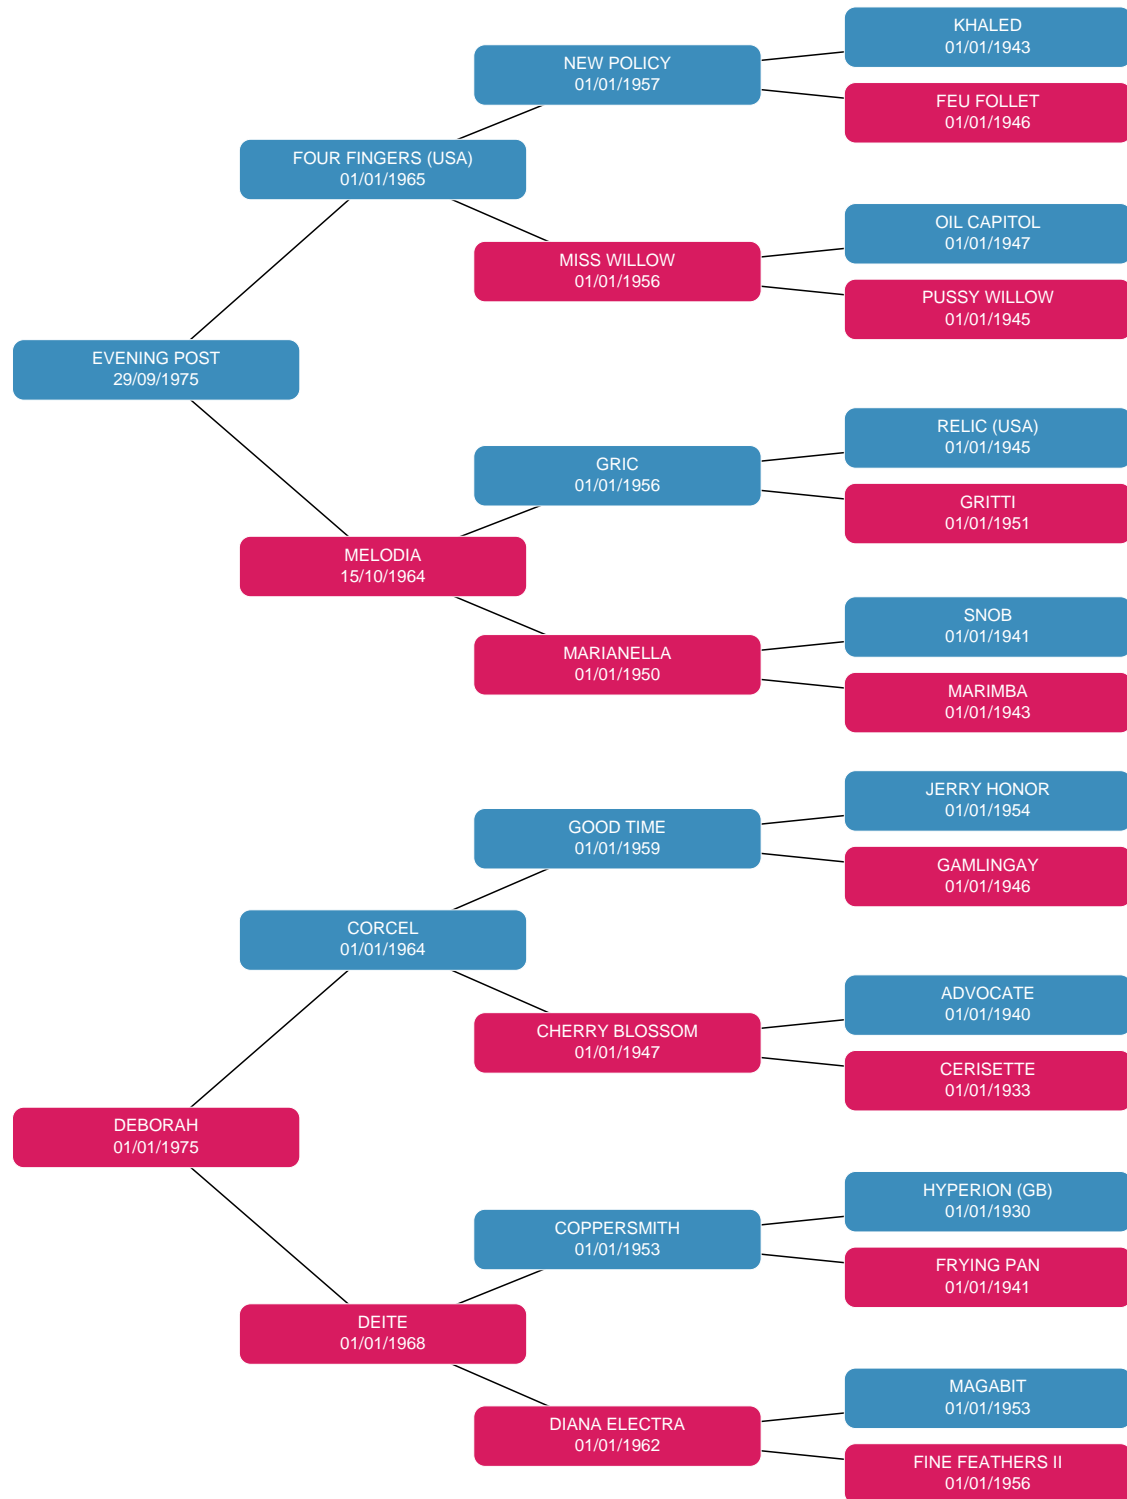 KHALED
01/01/1943
NEW POLICY
01/01/1957
FEU FOLLET
01/01/1946
FOUR FINGERS (USA)
01/01/1965
OIL CAPITOL
01/01/1947
MISS WILLOW
01/01/1956
PUSSY WILLOW
01/01/1945
EVENING POST
29/09/1975
RELIC (USA)
01/01/1945
GRIC
01/01/1956
GRITTI
01/01/1951
MELODIA
15/10/1964
SNOB
01/01/1941
MARIANELLA
01/01/1950
MARIMBA
01/01/1943
JERRY HONOR
01/01/1954
GOOD TIME
01/01/1959
GAMLINGAY
01/01/1946
CORCEL
01/01/1964
ADVOCATE
01/01/1940
CHERRY BLOSSOM
01/01/1947
CERISETTE
01/01/1933
DEBORAH
01/01/1975
HYPERION (GB)
01/01/1930
COPPERSMITH
01/01/1953
FRYING PAN
01/01/1941
DEITE
01/01/1968
MAGABIT
01/01/1953
DIANA ELECTRA
01/01/1962
FINE FEATHERS II
01/01/1956